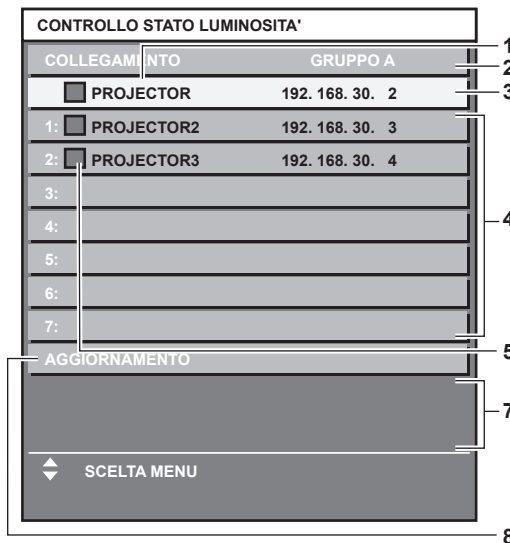 CONTROLLO STATO LUMINOSITA'
COLLEGAMENTO GRUPPO A
PROJECTOR 192. 168. 30. 2
1: PROJECTOR2 192. 168. 30. 3
2: PROJECTOR3 192. 168. 30. 4
3:
4:
5:
6:
7:
AGGIORNAMENTO
SCELTA MENU
1
2
3
4
5
7
8